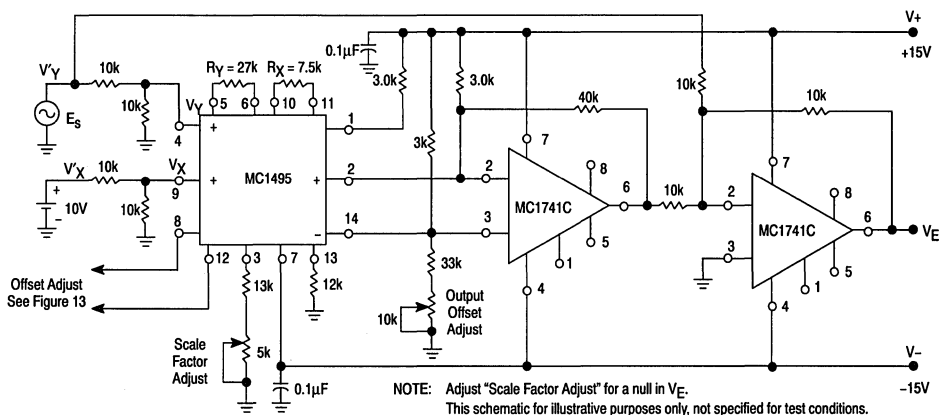 V+
+15V
0.1µF
V'Y
10k
RY = 27k
RX = 7.5k
3.0k
3.0k
10k
10k
40k
10k
ES
10k
VY
5
6
10
11
4
+
1
3k
7
7
V'X
10k
VX
9
+
MC1495
+
2
2
8
8
10V
+
−
10k
MC1741C
6
10k
2
MC1741C
6
VE
8
−
14
3
5
3
5
1
1
12
3
7
13
33k
4
4
Offset Adjust
See Figure 13
13k
12k
10k
Output
Offset
Adjust
Scale
Factor
Adjust
5k
0.1µF
V−
−15V
NOTE: Adjust "Scale Factor Adjust" for a null in VE.
This schematic for illustrative purposes only, not specified for test conditions.